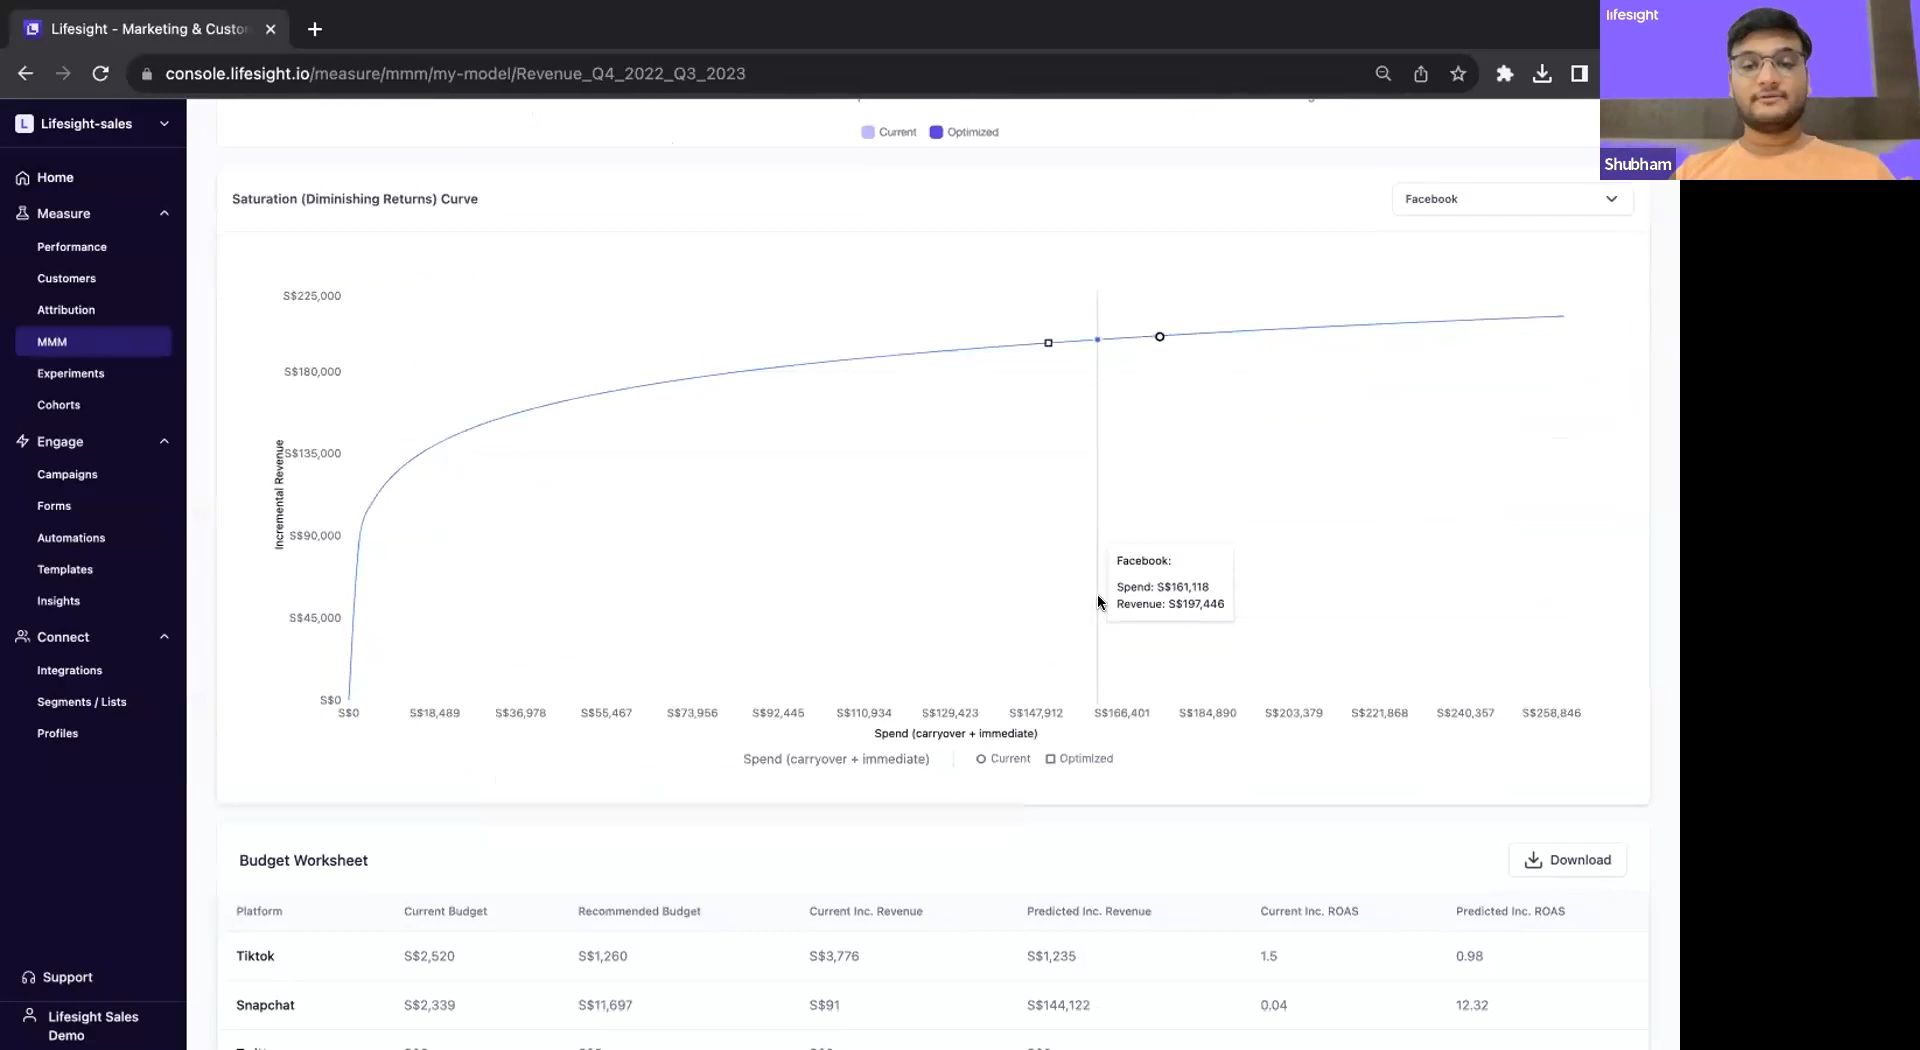 Lifesight - Marketing & Custo
console.lifesight.io/measure/mmm/my-model/Revenue_Q4_2022_Q3_2023
lifesight
Shubham
L Lifesight-sales
Home
Measure
Performance
Customers
Attribution
MMM
Experiments
Cohorts
Engage
Campaigns
Forms
Automations
Templates
Insights
Connect
Integrations
Segments / Lists
Profiles
Support
Lifesight Sales
Demo
Current Optimized
Saturation (Diminishing Returns) Curve
Facebook
S$225,000
S$180,000
S$135,000
S$90,000
S$45,000
S$0
Incremental Revenue
Facebook:
Spend: S$161,118
Revenue: S$197,446
S$0 S$18,489 S$36,978 S$55,467 S$73,956 S$92,445 S$110,934 S$129,423 S$147,912 S$166,401 S$184,890 S$203,379 S$221,868 S$240,357 S$258,846
Spend (carryover + immediate)
Spend (carryover + immediate) Current Optimized
Budget Worksheet
Download
Platform Current Budget Recommended Budget Current Inc. Revenue Predicted Inc. Revenue Current Inc. ROAS Predicted Inc. ROAS
Tiktok S$2,520 S$1,260 S$3,776 S$1,235 1.5 0.98
Snapchat S$2,339 S$11,697 S$91 S$144,122 0.04 12.32